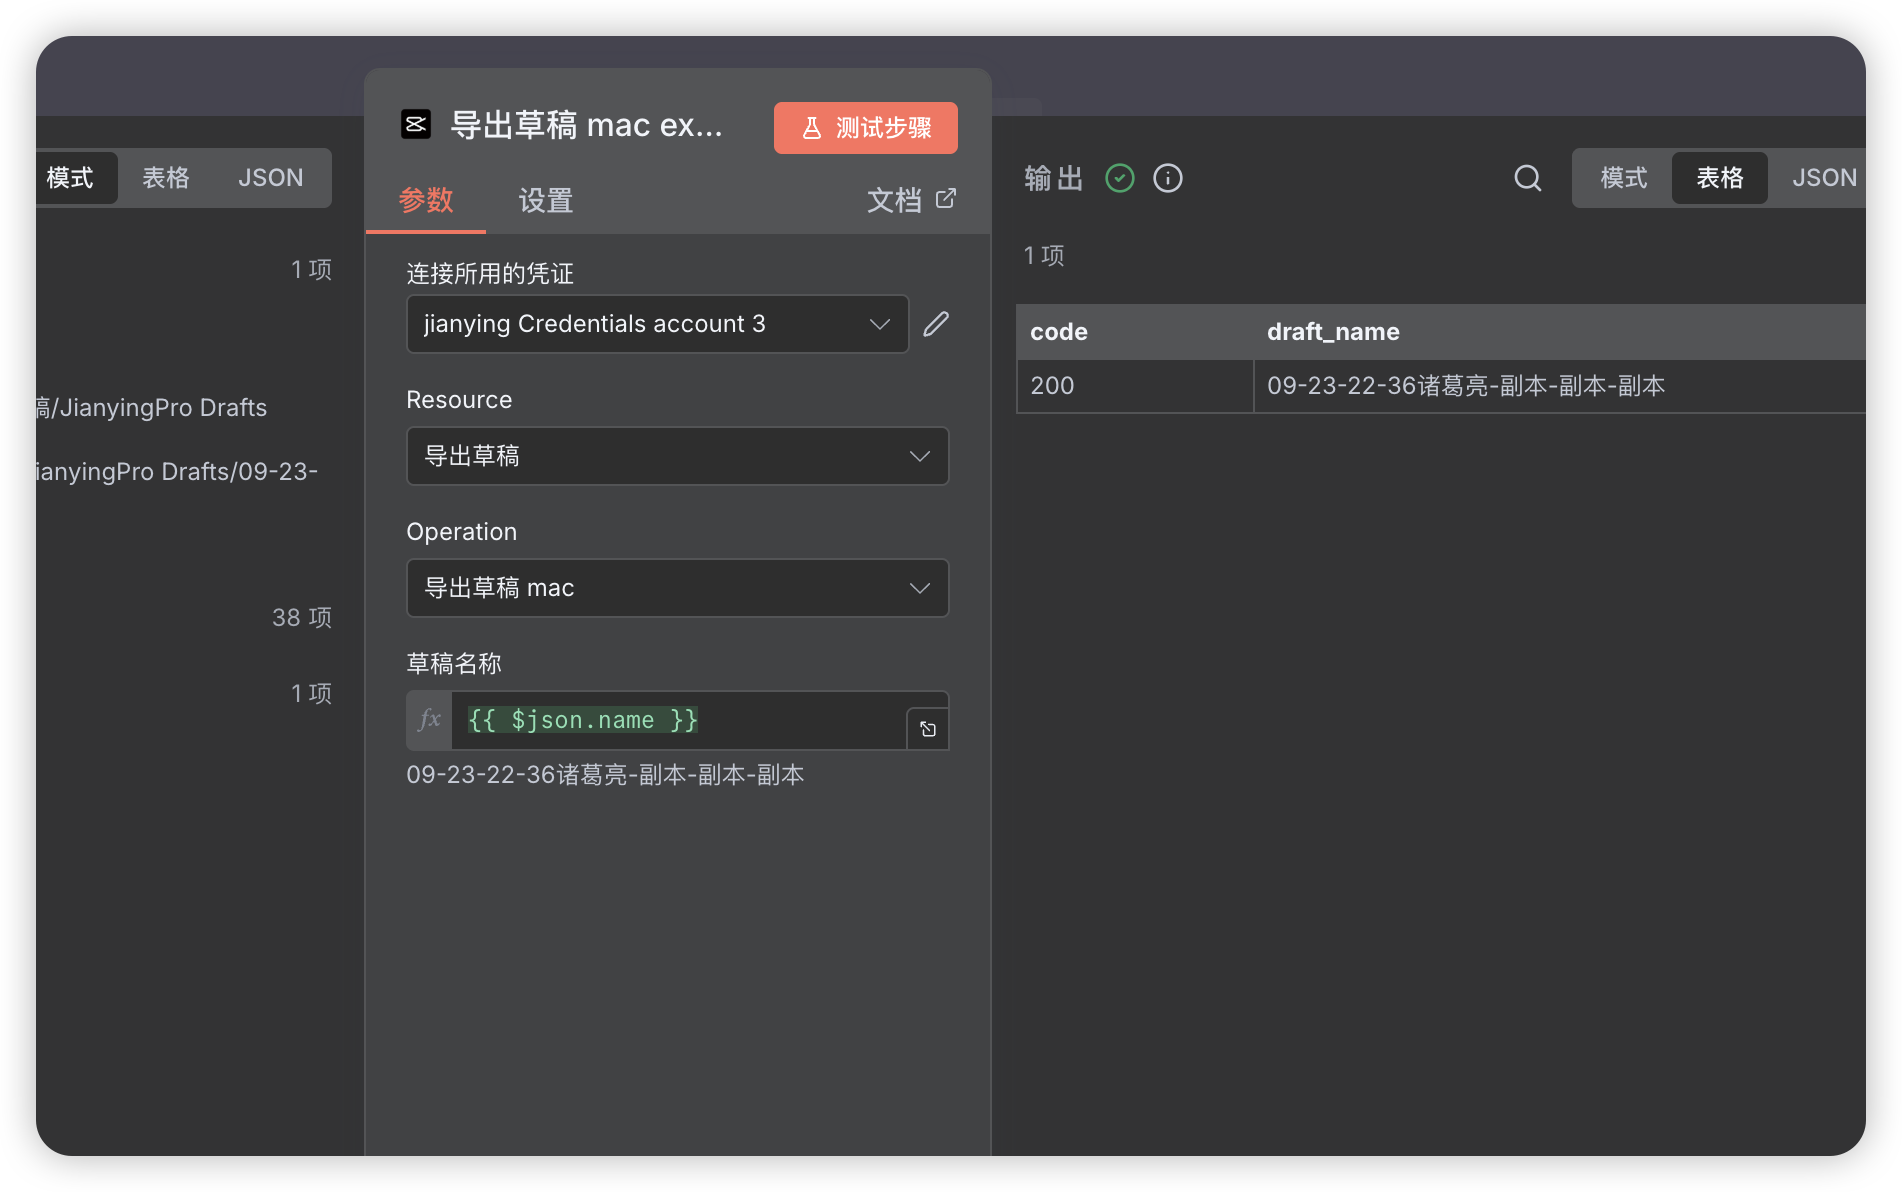 导出草稿 mac ex...
测试步骤
模式 表格 JSON
参数 设置 文档
输出
模式 表格 JSON
1 项
/JianyingPro Drafts
ianyingPro Drafts/09-23-
38 项
1 项
连接所用的凭证
jianying Credentials account 3
Resource
导出草稿
Operation
导出草稿 mac
草稿名称
fx {{ $json.name }}
09-23-22-36诸葛亮-副本-副本-副本
1 项
code draft_name
200 09-23-22-36诸葛亮-副本-副本-副本